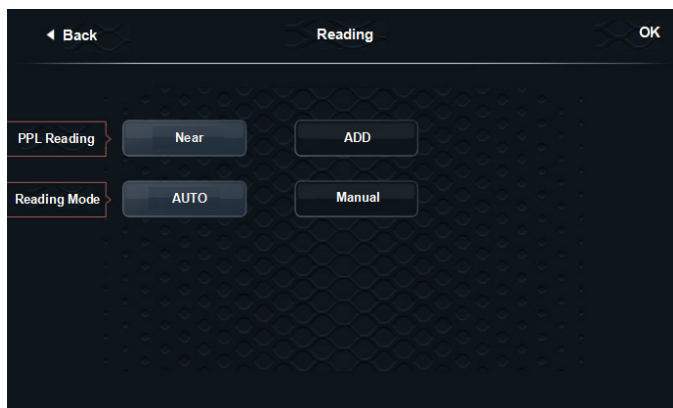 Back
Reading
OK
PPL Reading
Near
ADD
Reading Mode
AUTO
Manual